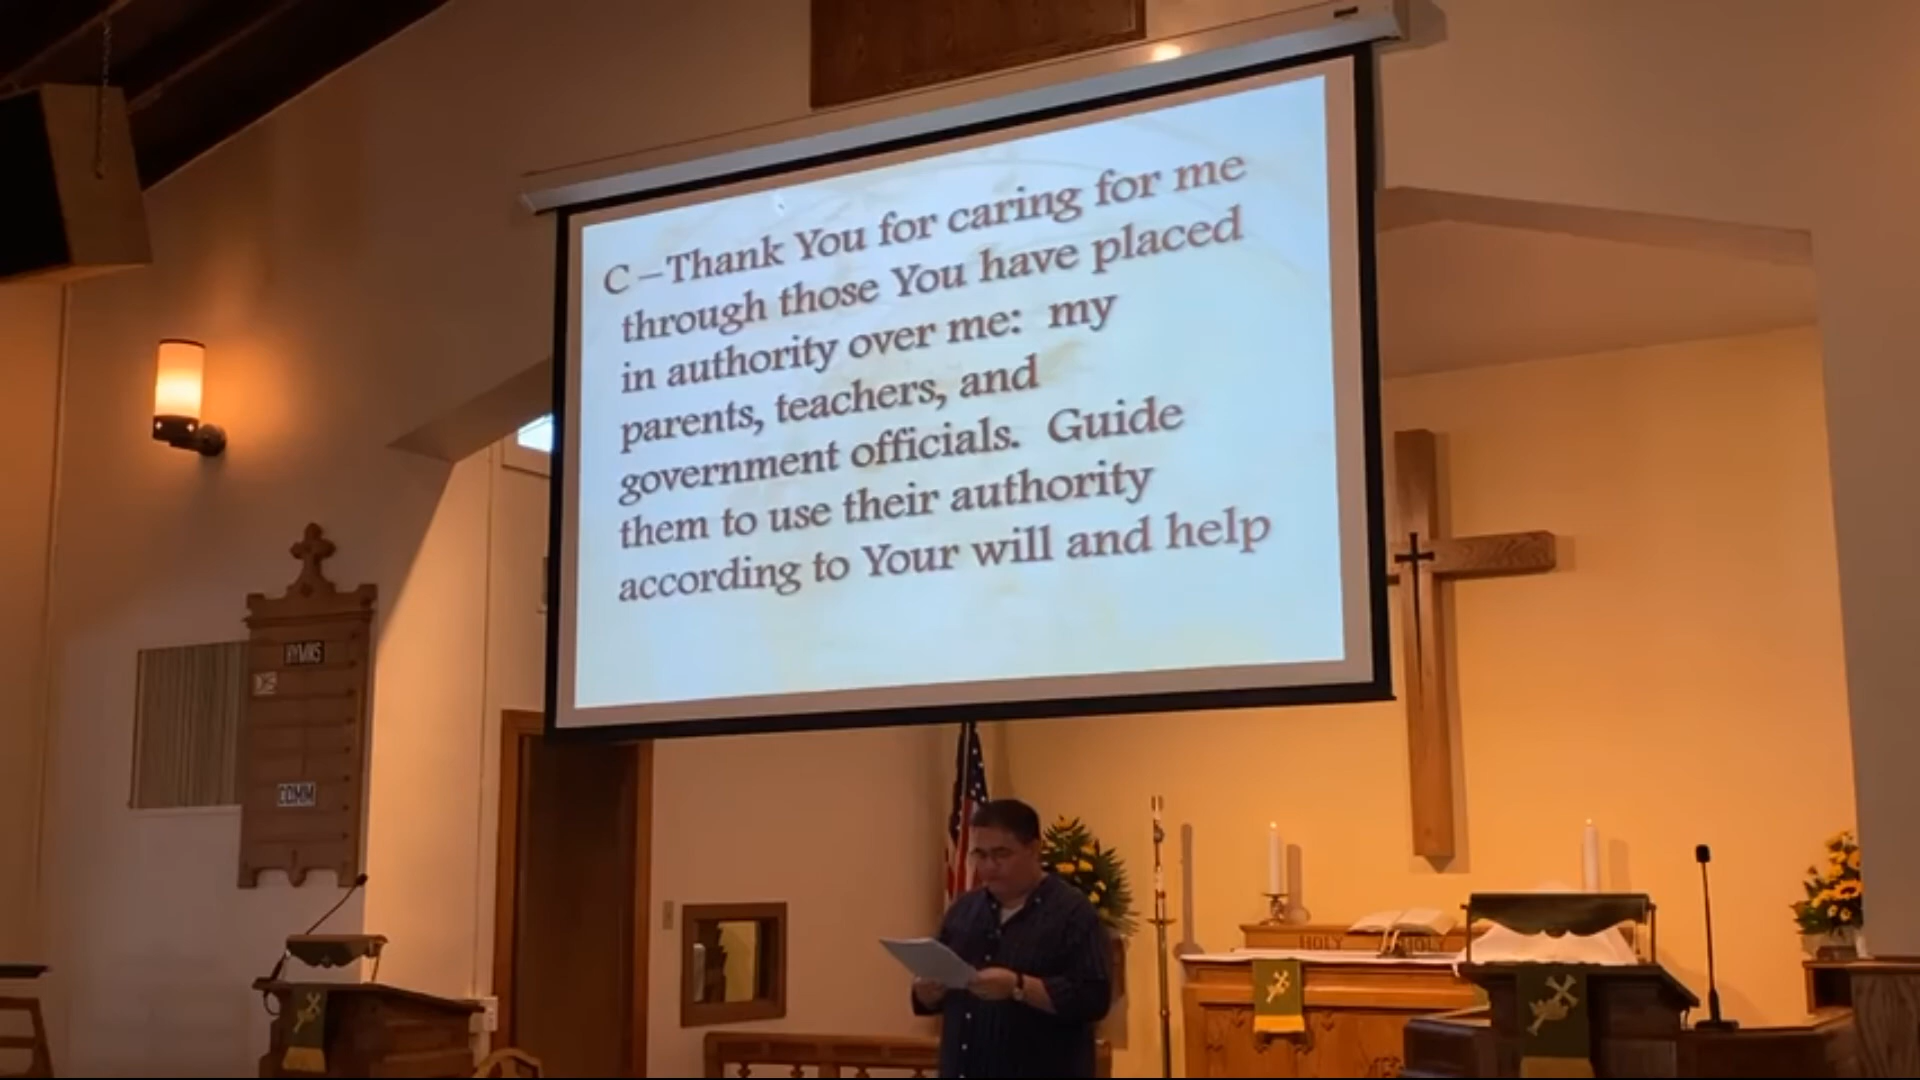 C – Thank You for caring for me
through those You have placed
in authority over me: my
parents, teachers, and
government officials. Guide
them to use their authority
according to Your will and help
HYMNS
COMM
HOLY HOLY